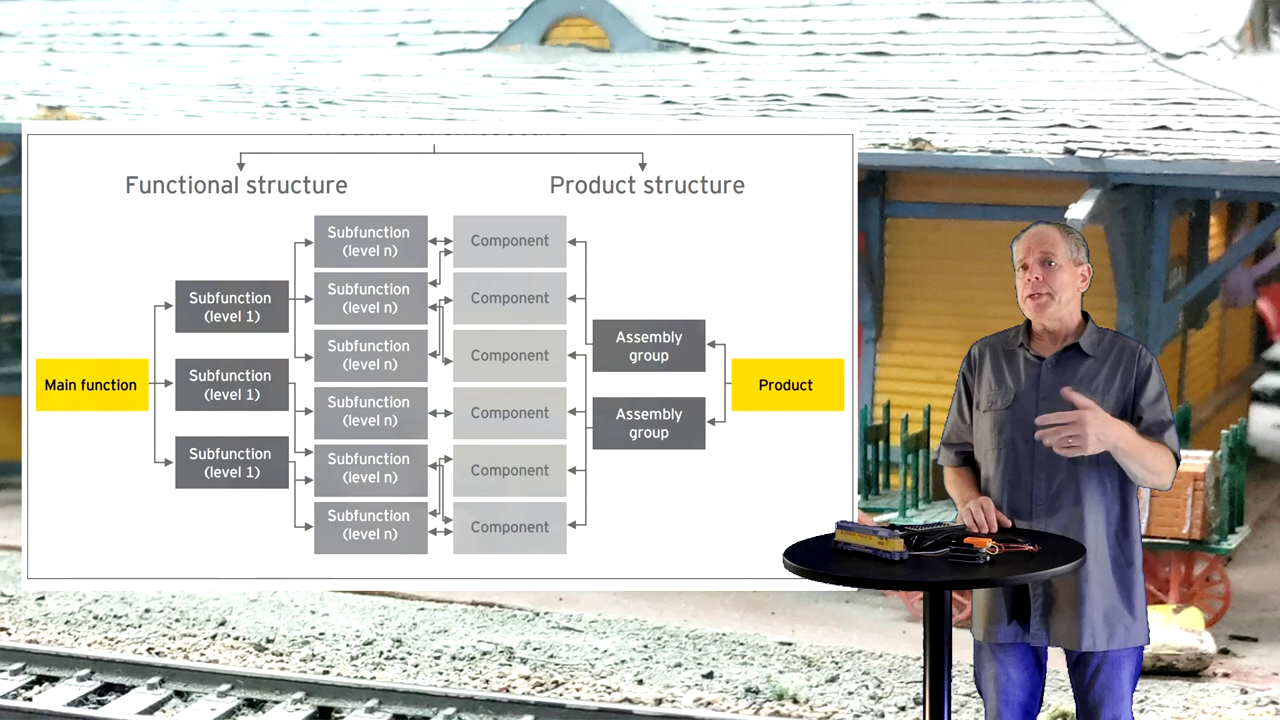 Functional structure
Product structure
Subfunction
(level n)
Component
Subfunction
(level n)
Component
Subfunction
(level 1)
Subfunction
(level n)
Component
Assembly
group
Main function
Subfunction
(level 1)
Product
Subfunction
(level n)
Component
Assembly
group
Subfunction
(level 1)
Subfunction
(level n)
Component
Subfunction
(level n)
Component